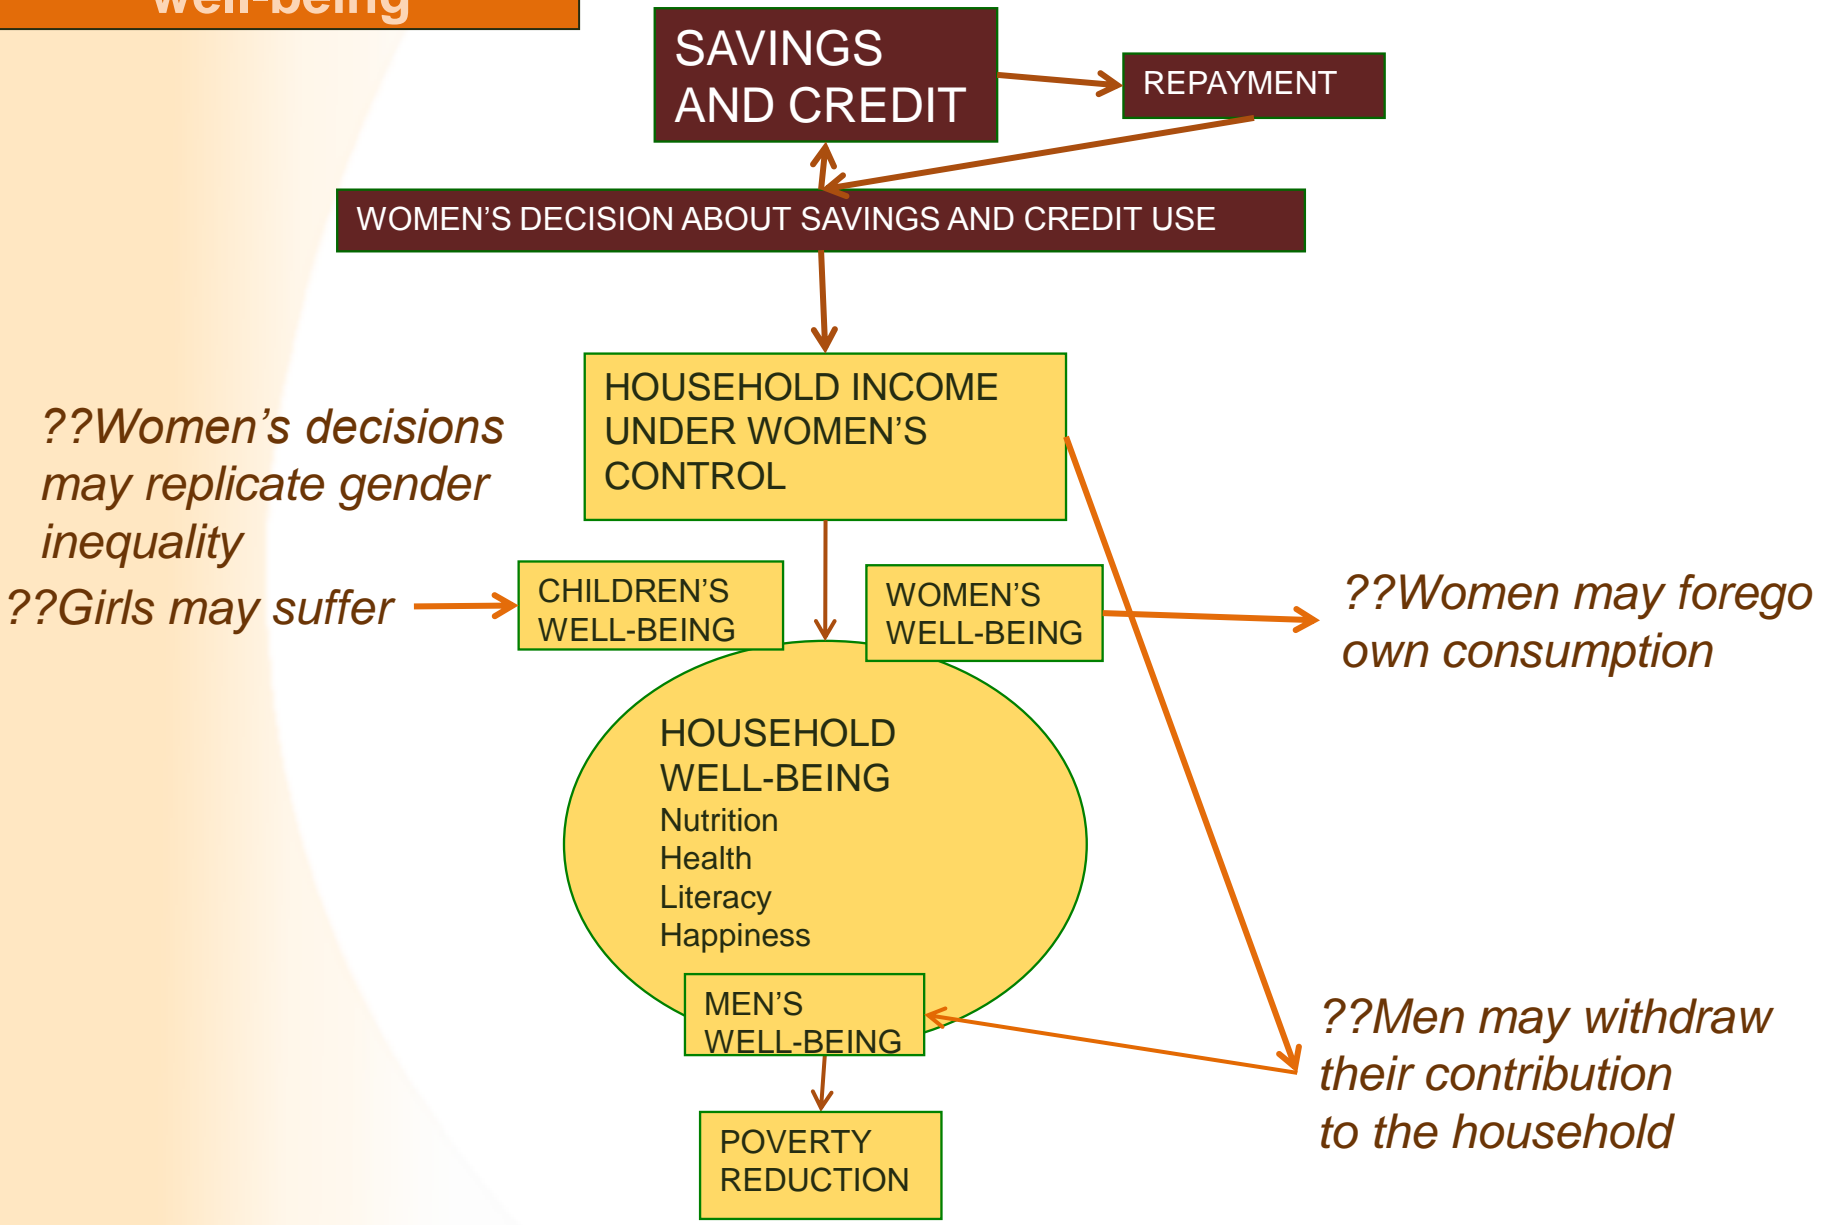 well-being
SAVINGS
AND CREDIT
REPAYMENT
WOMEN’S DECISION ABOUT SAVINGS AND CREDIT USE
HOUSEHOLD INCOME
UNDER WOMEN’S
CONTROL
??Women’s decisions
may replicate gender
inequality
??Girls may suffer
CHILDREN’S
WELL-BEING
WOMEN’S
WELL-BEING
??Women may forego
own consumption
HOUSEHOLD
WELL-BEING
Nutrition
Health
Literacy
Happiness
MEN’S
WELL-BEING
??Men may withdraw
their contribution
to the household
POVERTY
REDUCTION